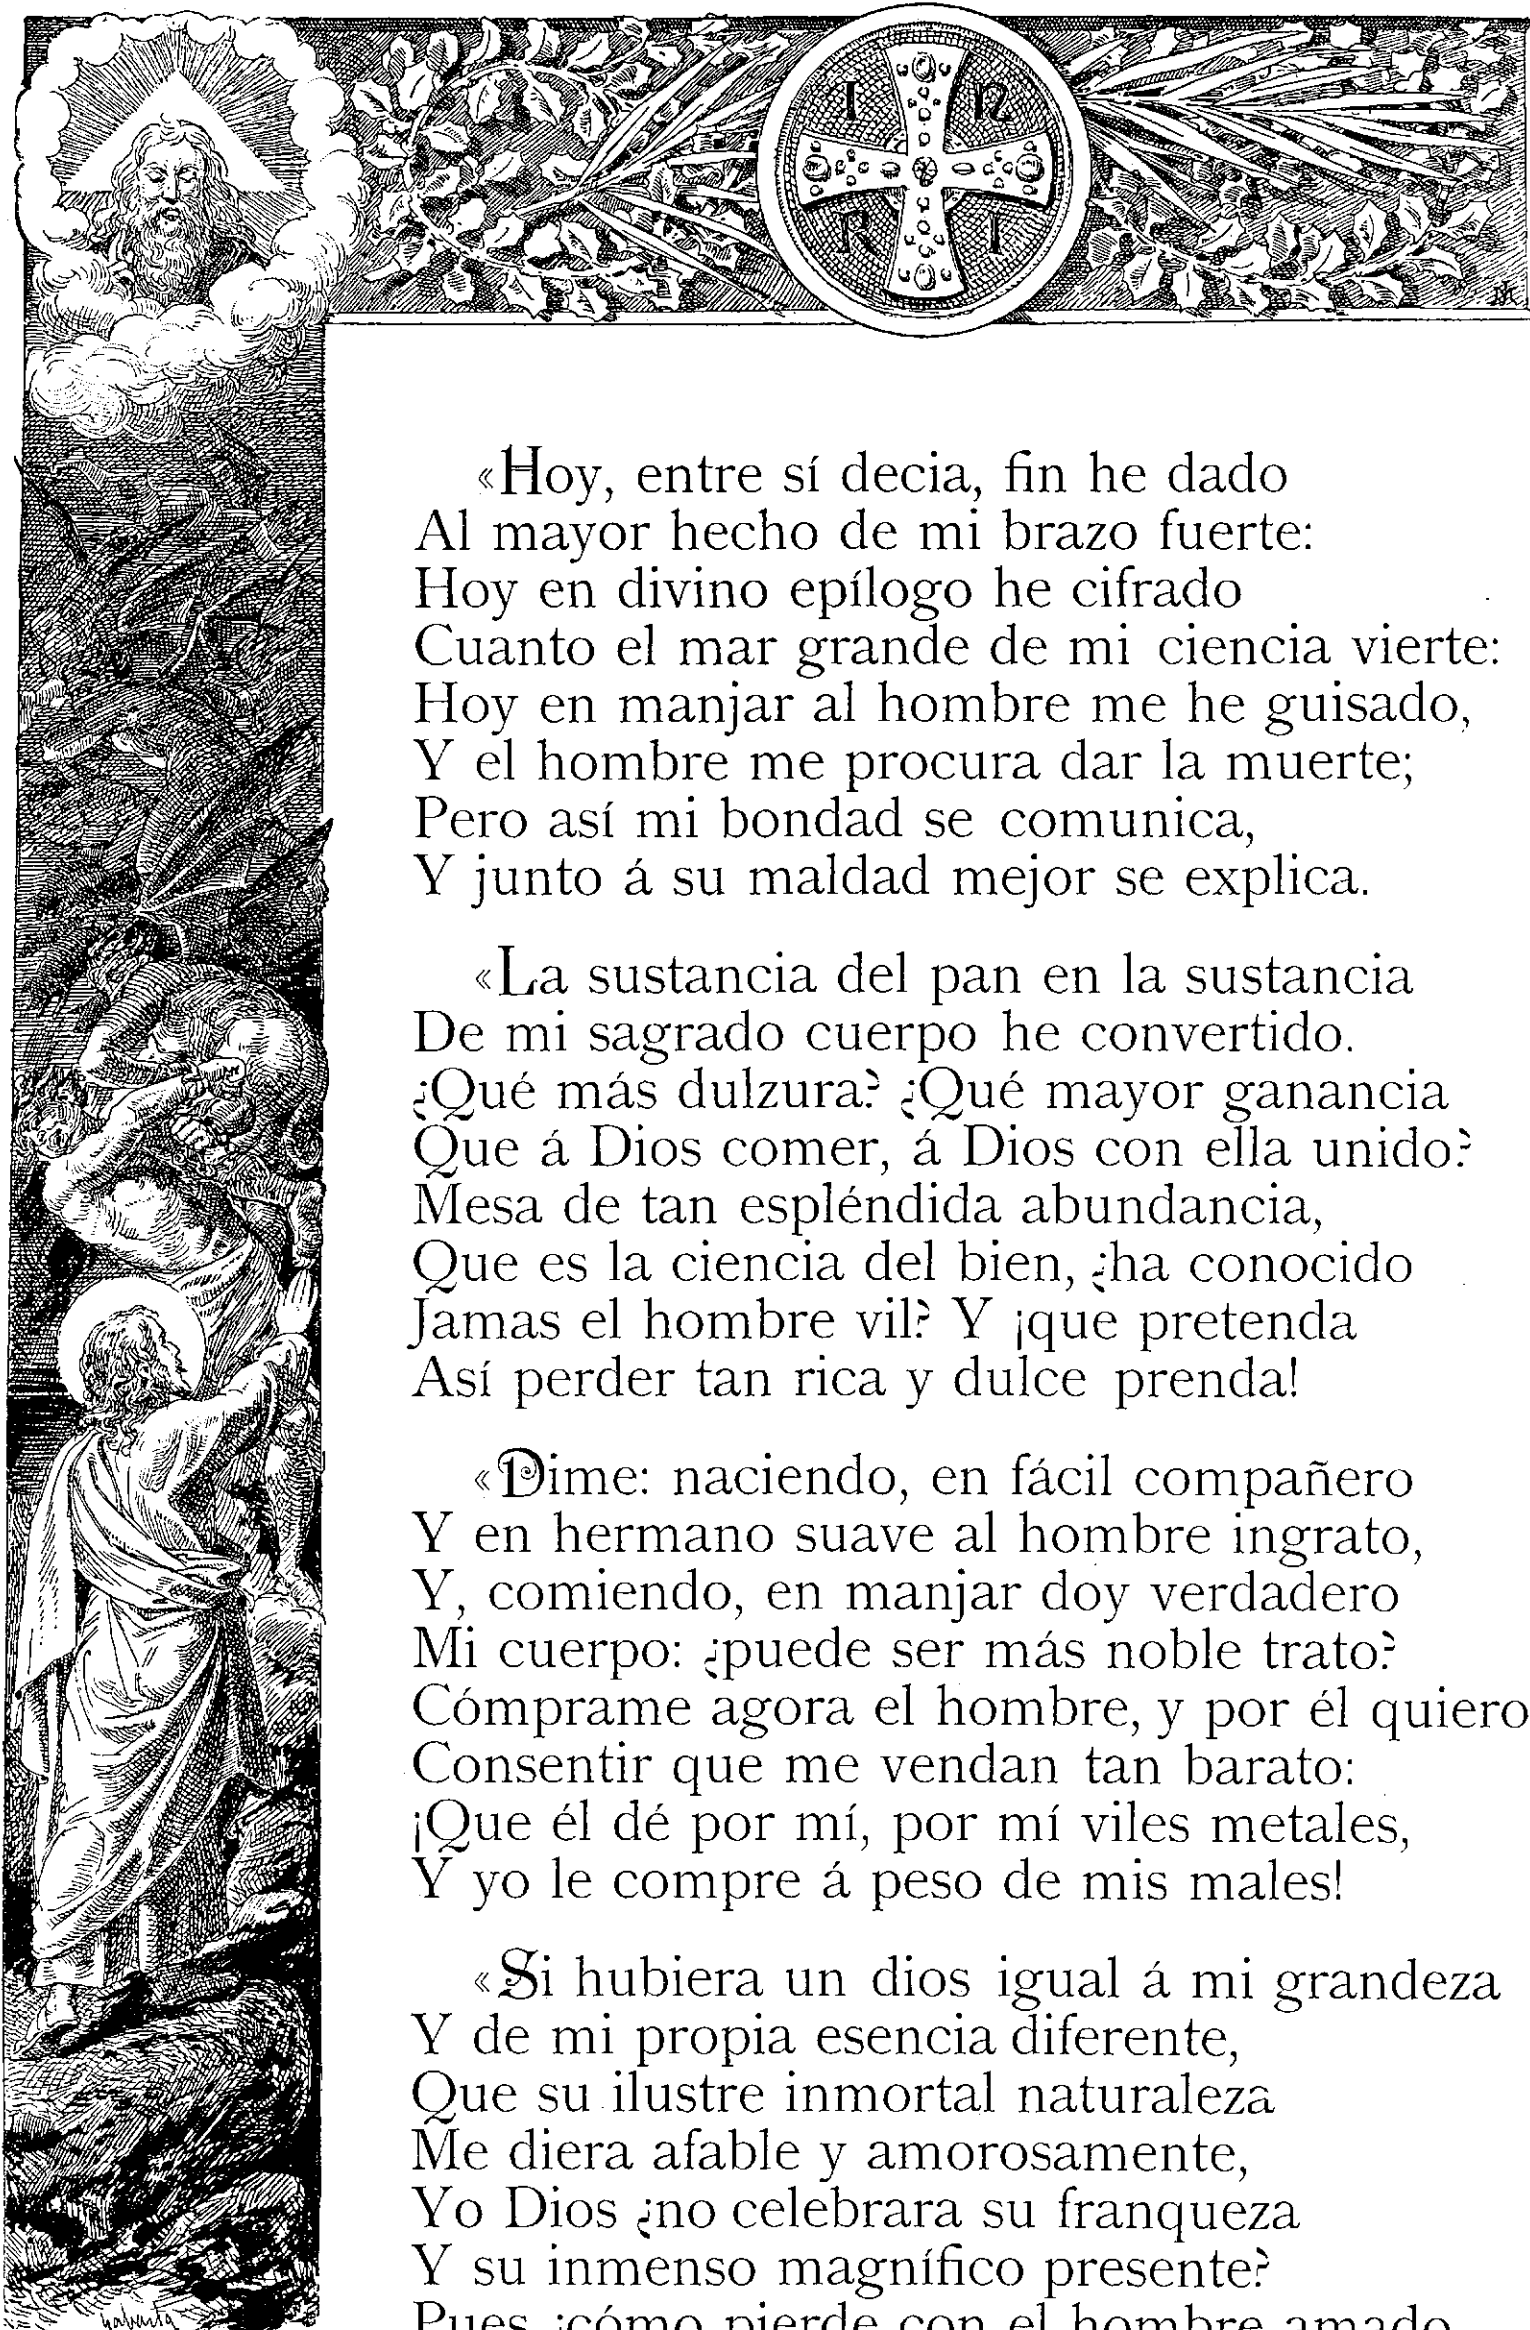 I N
R I
«Hoy, entre sí decia, fin he dado
Al mayor hecho de mi brazo fuerte:
Hoy en divino epílogo he cifrado
Cuanto el mar grande de mi ciencia vierte:
Hoy en manjar al hombre me he guisado,
Y el hombre me procura dar la muerte;
Pero así mi bondad se comunica,
Y junto á su maldad mejor se explica.
«La sustancia del pan en la sustancia
De mi sagrado cuerpo he convertido.
¿Qué más dulzura? ¿Qué mayor ganancia
Que á Dios comer, á Dios con ella unido?
Mesa de tan espléndida abundancia,
Que es la ciencia del bien, ¿ha conocido
Jamas el hombre vil? Y ¡que pretenda
Así perder tan rica y dulce prenda!
«Dime: naciendo, en fácil compañero
Y en hermano suave al hombre ingrato,
Y, comiendo, en manjar doy verdadero
Mi cuerpo: ¿puede ser más noble trato?
Cómprame agora el hombre, y por él quiero
Consentir que me vendan tan barato:
¡Que él dé por mí, por mí viles metales,
Y yo le compre á peso de mis males!
«Si hubiera un dios igual á mi grandeza
Y de mi propia esencia diferente,
Que su ilustre inmortal naturaleza
Me diera afable y amorosamente,
Yo Dios ¿no celebrara su franqueza
Y su inmenso magnífico presente?
Pues ¿cómo pierde con el hombre amado